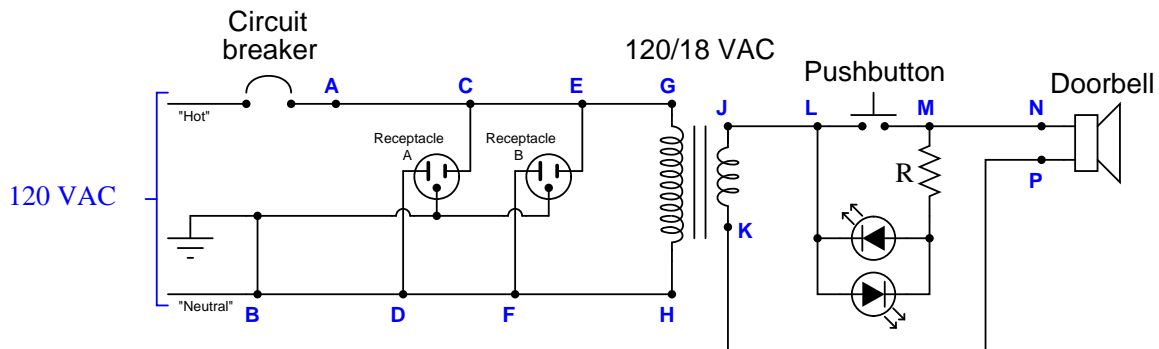 Circuit
breaker
120/18 VAC
Pushbutton
Doorbell
A
C
E
G
J
L
M
N
"Hot"
Receptacle
A
Receptacle
B
R
P
120 VAC
K
"Neutral"
B
D
F
H